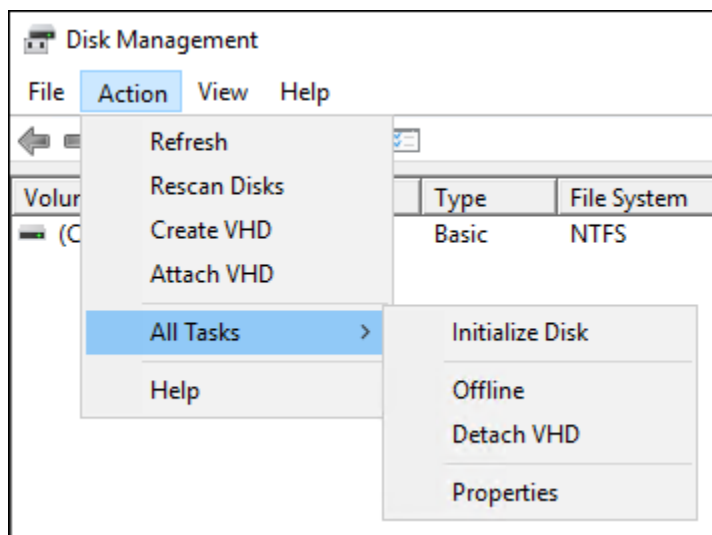 Disk Management
File Action View Help
Refresh
Rescan Disks
Create VHD
Attach VHD
All Tasks
Help
Type File System
Basic NTFS
Initialize Disk
Offline
Detach VHD
Properties